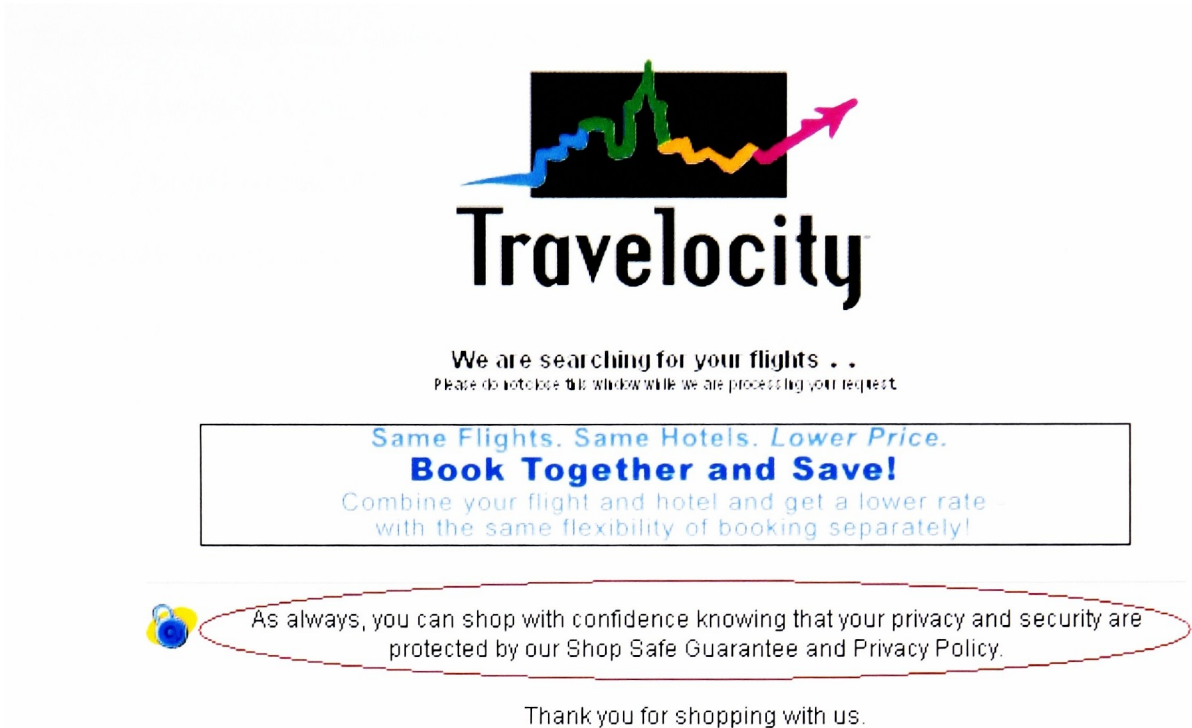 Travelocity
We are searching for your flights . .
Please do not close this window while we are processing your request.
Same Flights. Same Hotels. Lower Price.
Book Together and Save!
Combine your flight and hotel and get a lower rate -
with the same flexibility of booking separately!
As always, you can shop with confidence knowing that your privacy and security are
protected by our Shop Safe Guarantee and Privacy Policy.
Thank you for shopping with us.